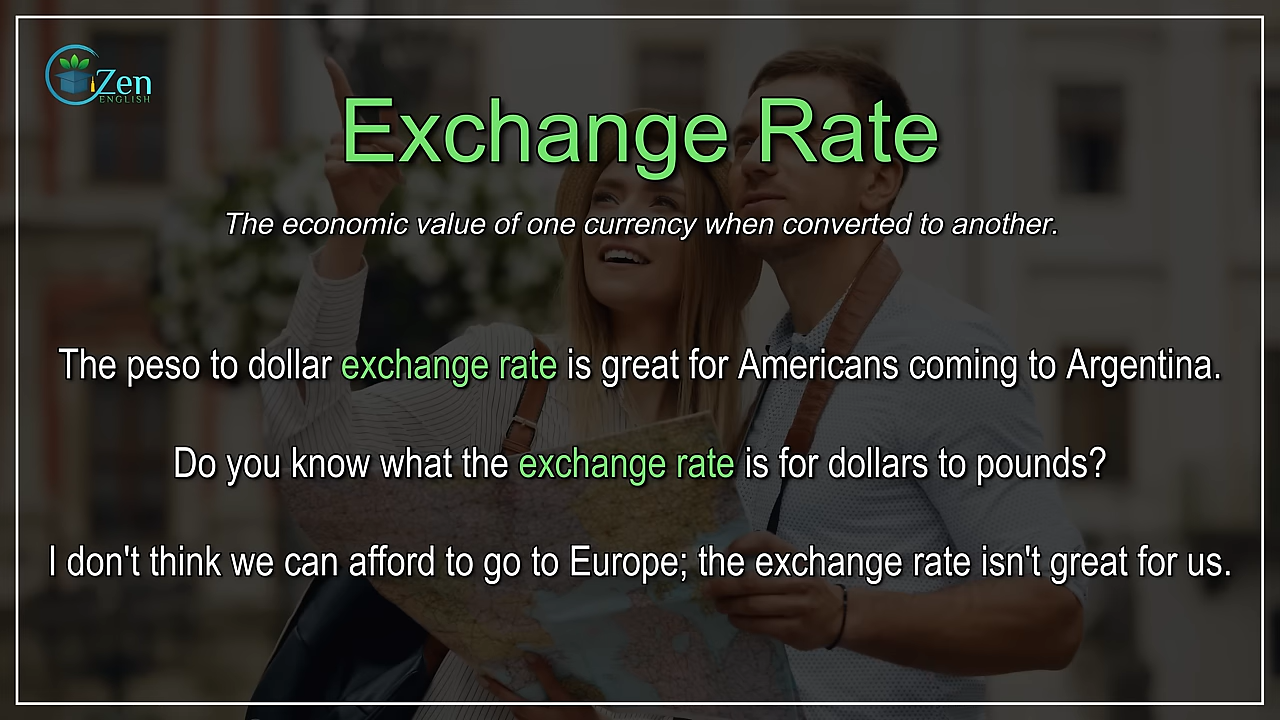 Zen
ENGLISH
Exchange Rate
The economic value of one currency when converted to another.
The peso to dollar exchange rate is great for Americans coming to Argentina.
Do you know what the exchange rate is for dollars to pounds?
I don't think we can afford to go to Europe; the exchange rate isn't great for us.